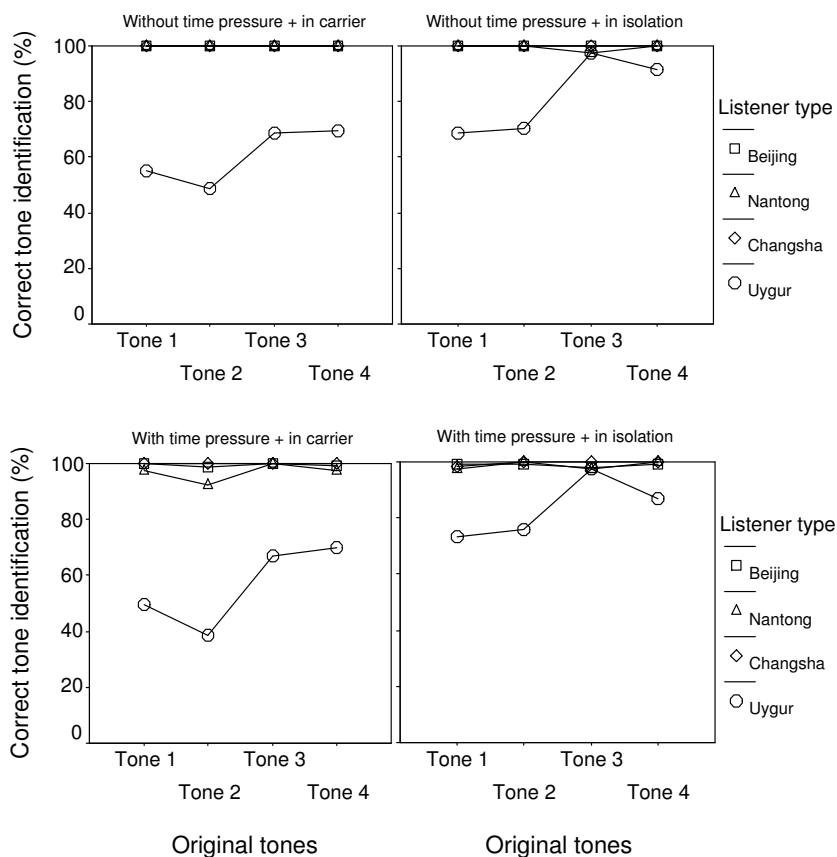 Without time pressure + in carrier
Without time pressure + in isolation
Correct tone identification (%)
100
80
60
40
20
0
Tone 1
Tone 2
Tone 3
Tone 4
Tone 1
Tone 2
Tone 3
Tone 4
Listener type
Beijing
Nantong
Changsha
Uygur
With time pressure + in carrier
With time pressure + in isolation
Correct tone identification (%)
100
80
60
40
20
0
Tone 1
Tone 2
Tone 3
Tone 4
Tone 1
Tone 2
Tone 3
Tone 4
Original tones
Original tones
Listener type
Beijing
Nantong
Changsha
Uygur